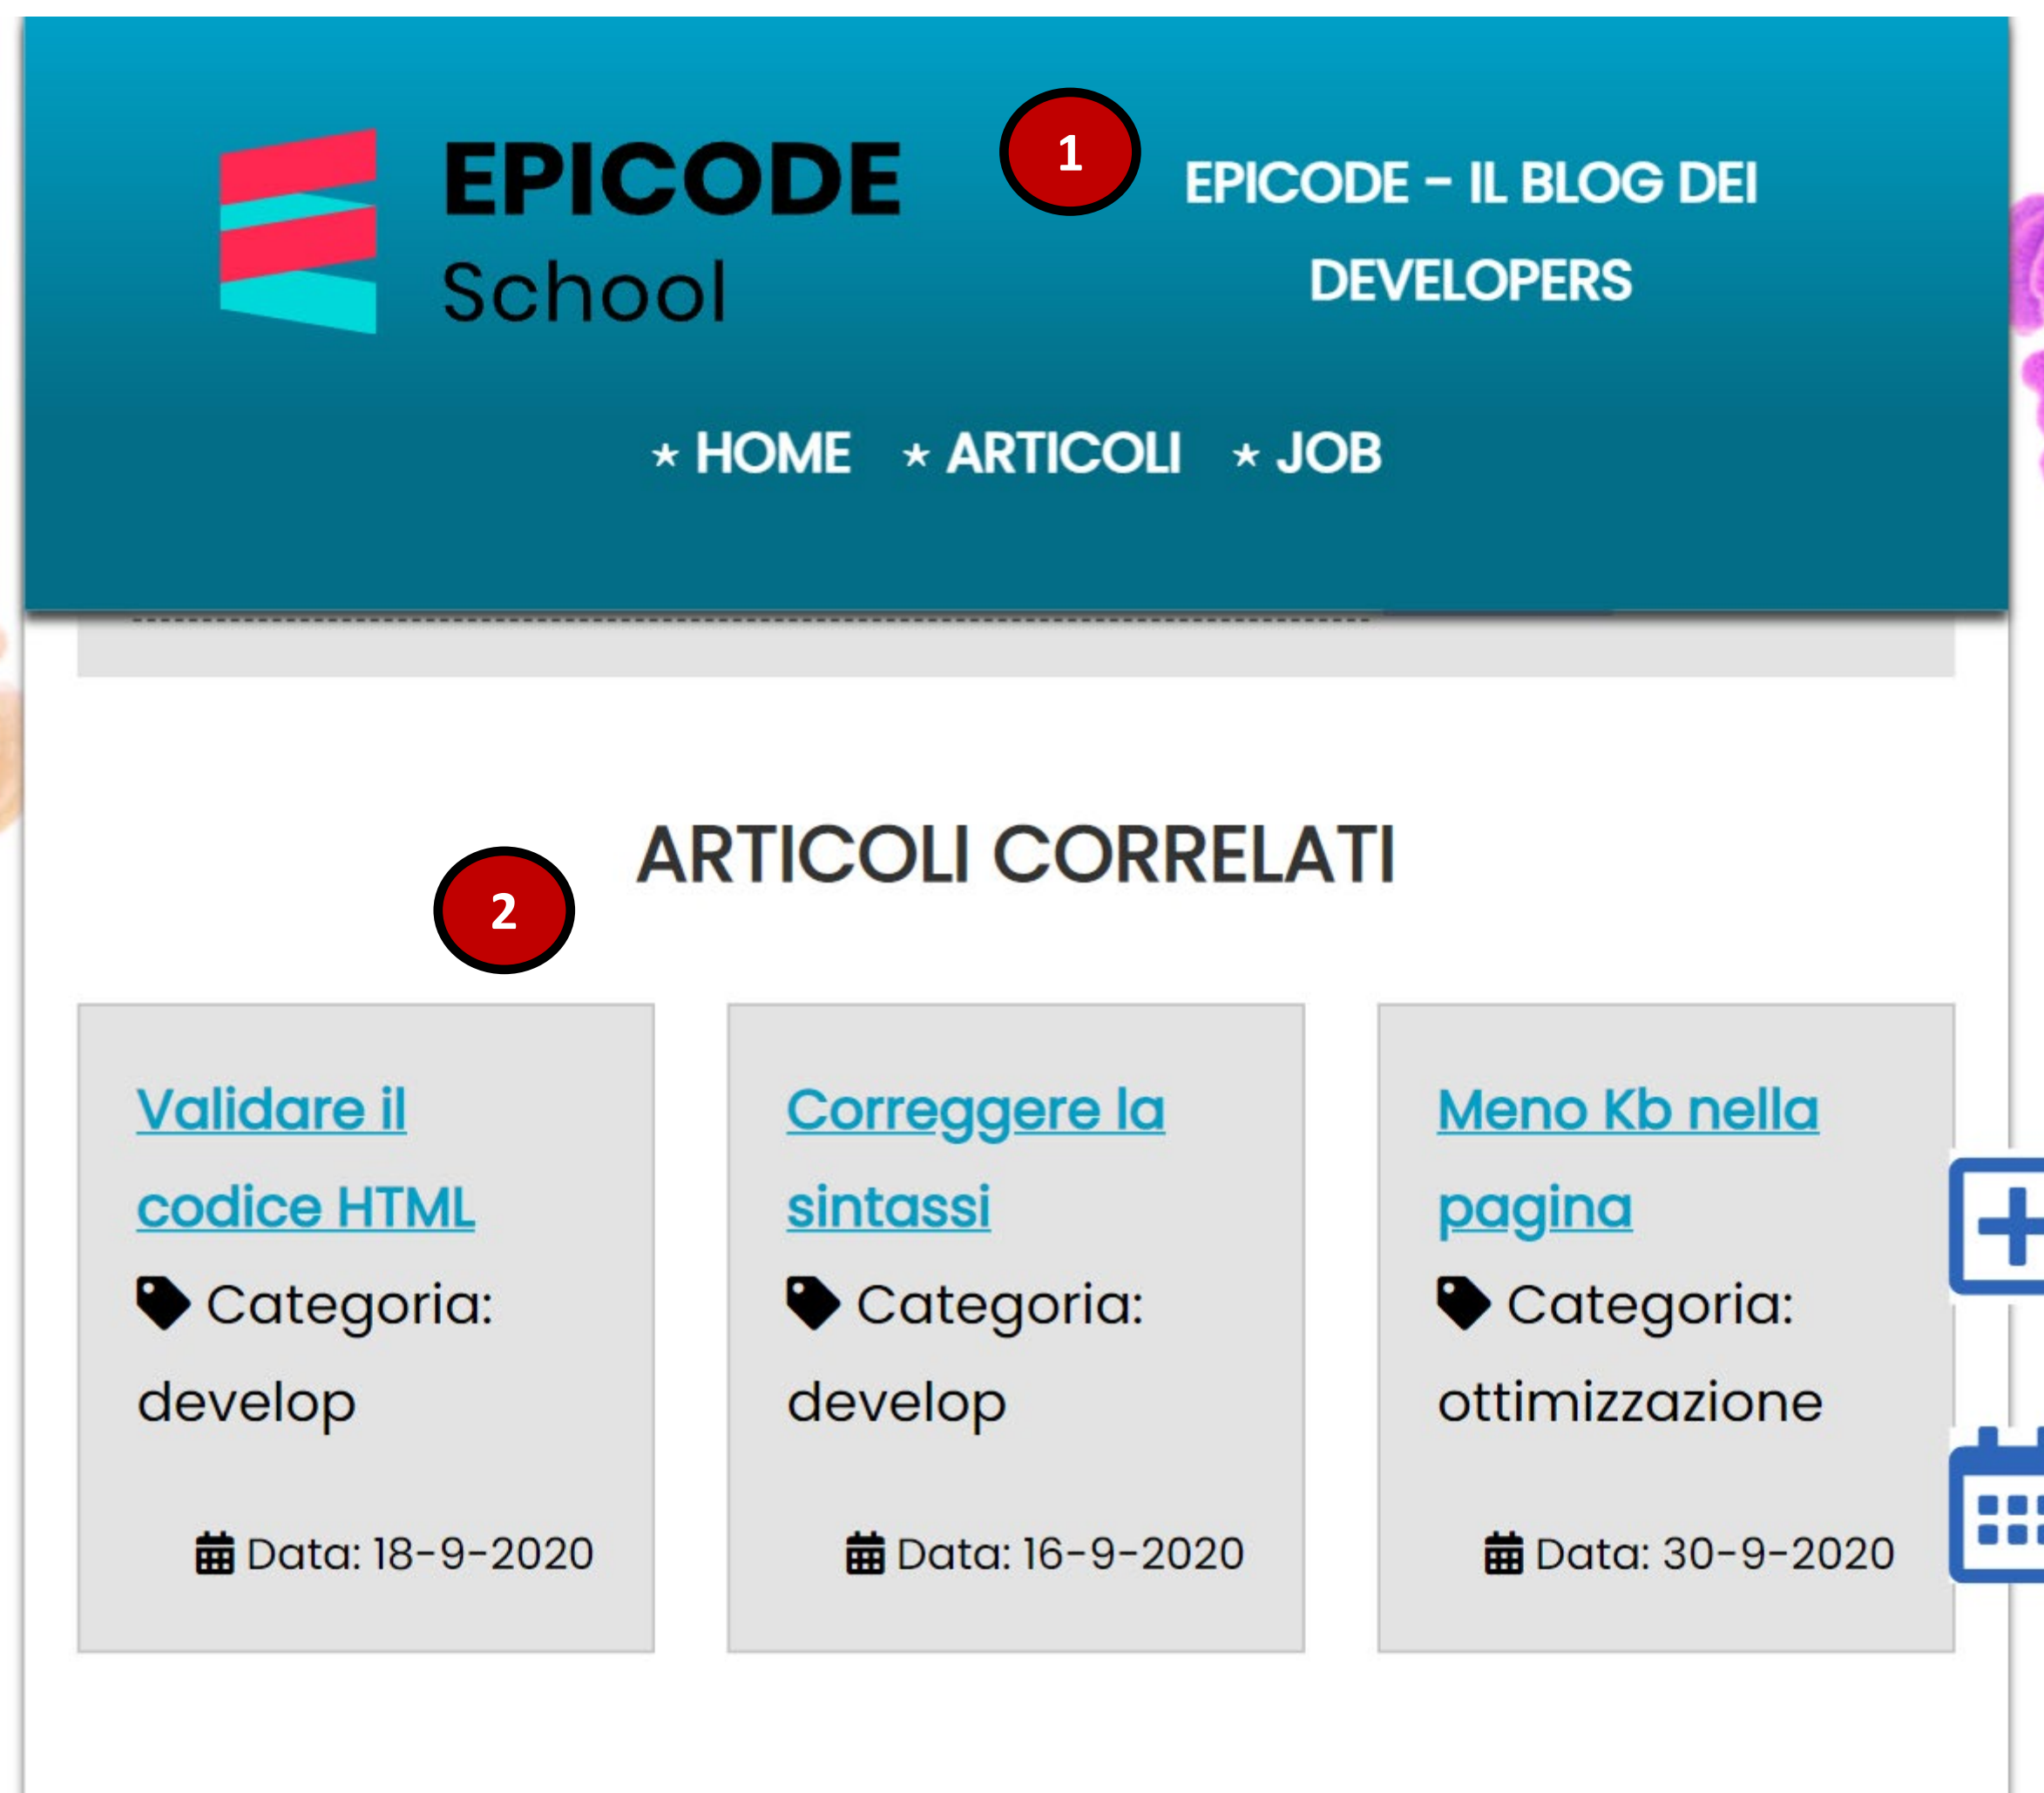 EPICODE
School
1
EPICODE - IL BLOG DEI
DEVELOPERS
* HOME * ARTICOLI * JOB
ARTICOLI CORRELATI
2
Validare il
codice HTML
Categoria:
develop
Data: 18-9-2020
Correggere la
sintassi
Categoria:
develop
Data: 16-9-2020
Meno Kb nella
pagina
Categoria:
ottimizzazione
Data: 30-9-2020